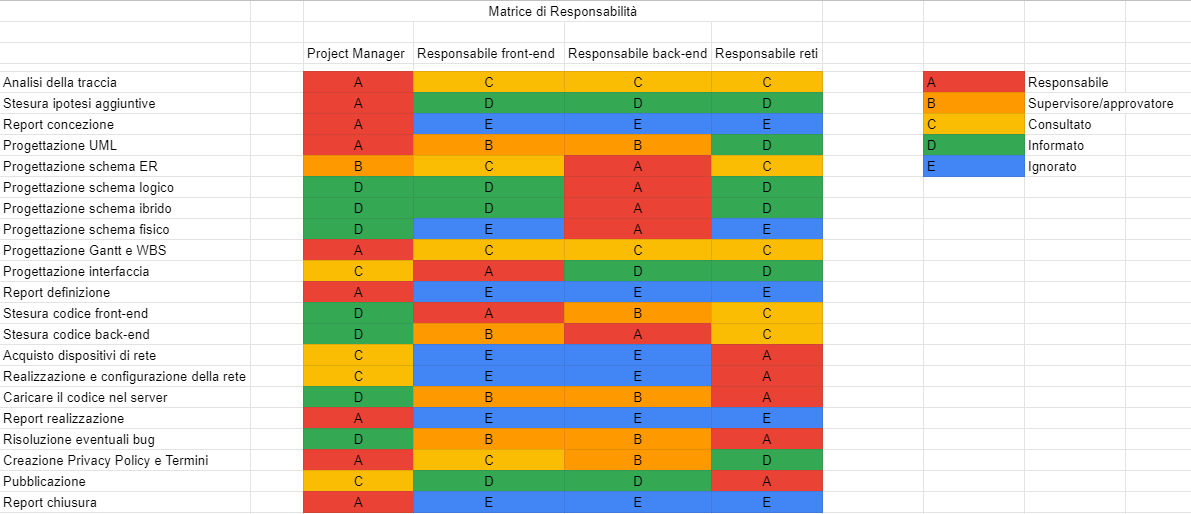 Matrice di Responsabilità
Project Manager Responsabile front-end Responsabile back-end Responsabile reti
Analisi della traccia A C C C A Responsabile
Stesura ipotesi aggiuntive A D D D B Supervisore/approvatore
Report concezione A E E E C Consultato
Progettazione UML A B B D D Informato
Progettazione schema ER B C A C E Ignorato
Progettazione schema logico D D A D
Progettazione schema ibrido D D A D
Progettazione schema fisico D E A E
Progettazione Gantt e WBS A C C C
Progettazione interfaccia C A D D
Report definizione A E E E
Stesura codice front-end D A B C
Stesura codice back-end D B A C
Acquisto dispositivi di rete C E E A
Realizzazione e configurazione della rete C E E A
Caricare il codice nel server D B B A
Report realizzazione A E E E
Risoluzione eventuali bug D B B A
Creazione Privacy Policy e Termini A C B D
Pubblicazione C D D A
Report chiusura A E E E